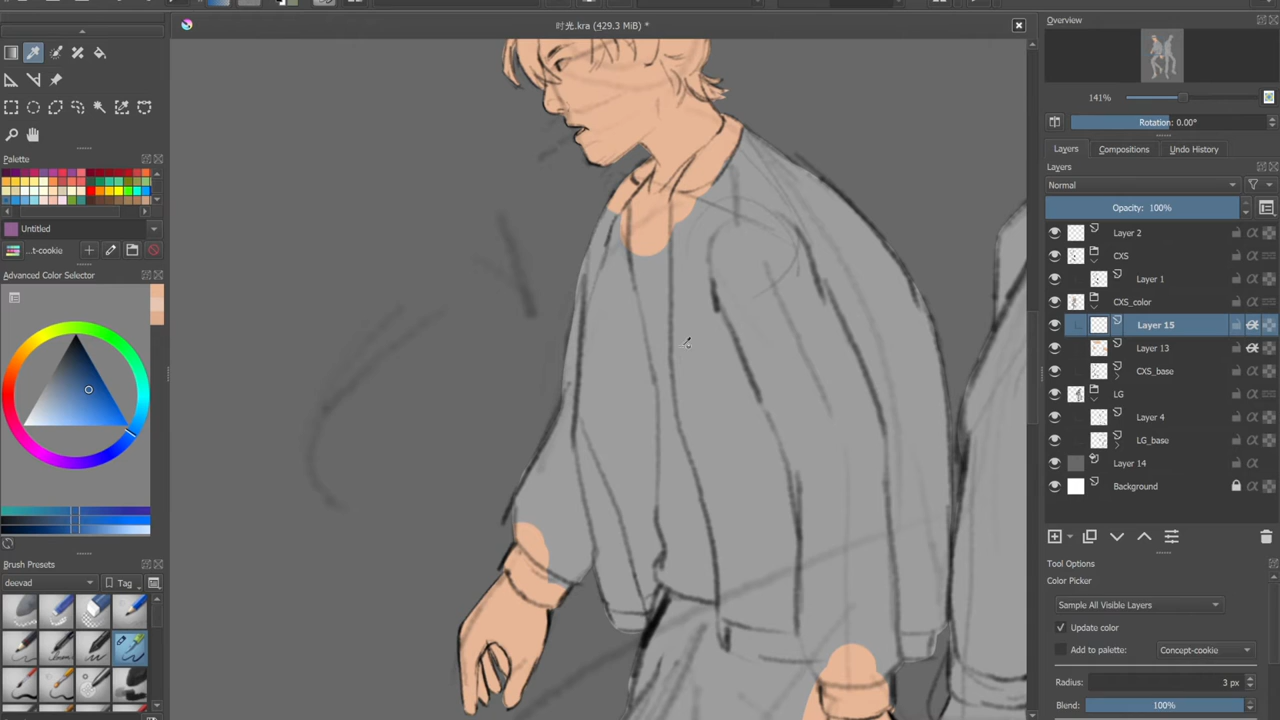 时光.kra (429.3 MiB) *
Overview
141%
Rotation: 0.00°
Layers
Compositions
Undo History
Layers
Normal
Opacity: 100%
Layer 2
CXS
Layer 1
CXS_color
Layer 15
Layer 13
CXS_base
LG
Layer 4
LG_base
Layer 14
Background
Palette
Untitled
...t-cookie
Advanced Color Selector
Brush Presets
deevad
Tag
Tool Options
Color Picker
Sample All Visible Layers
Update color
Add to palette:
Concept-cookie
Radius:
3 px
Blend:
100%